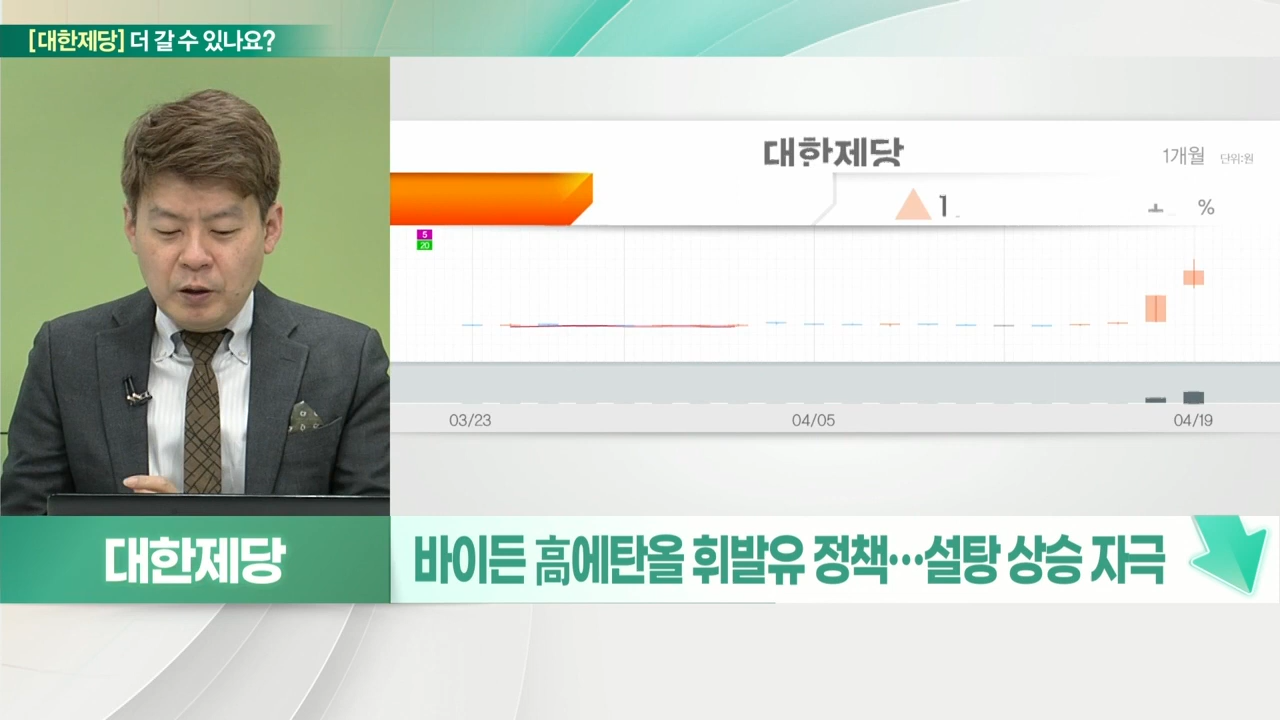 [대한제당] 더 갈 수 있나요?
대한제당
1개월 단위:원
1
%
5
20
03/23 04/05 04/19
대한제당
바이든 高에탄올 휘발유 정책…설탕 상승 자극